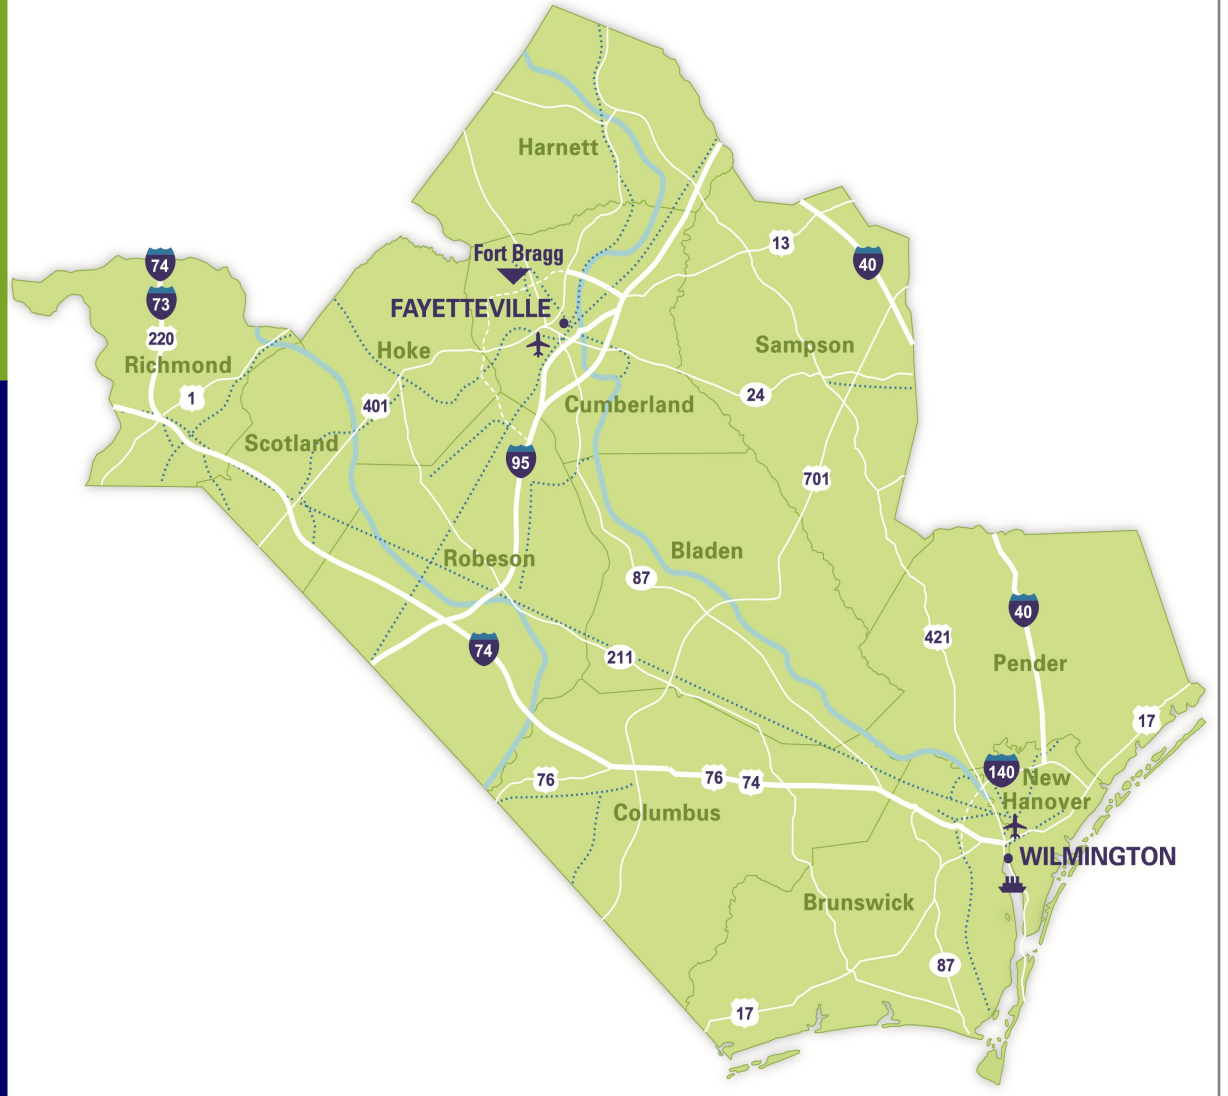 Harnett
Fort Bragg
13
74
40
73
FAYETTEVILLE
220
Richmond
Hoke
Sampson
1
401
Cumberland
24
Scotland
95
701
Robeson
Bladen
87
40
421
74
211
Pender
17
140
New
Hanover
76
76
74
Columbus
WILMINGTON
Brunswick
87
17